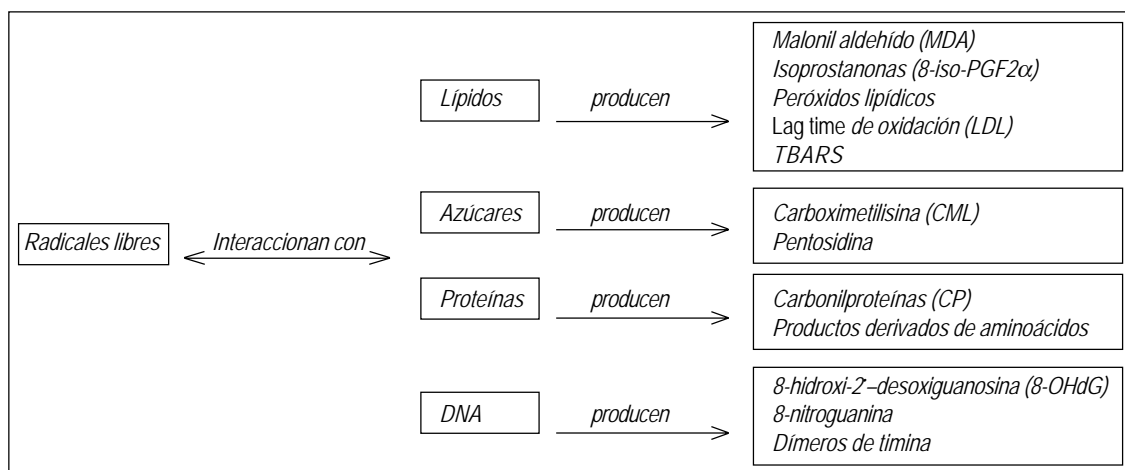 Malonil aldehído (MDA)
Isoprostanonas (8-iso-PGF2α)
Lípidos producen Peróxidos lipídicos
Lag time de oxidación (LDL)
TBARS
Azúcares producen Carboximetilisina (CML)
Radicales libres Interaccionan con Pentosidina
Proteínas producen Carbonilproteínas (CP)
Productos derivados de aminoácidos
8-hidroxi-2'–desoxiguanosina (8-OHdG)
DNA producen 8-nitroguanina
Dímeros de timina